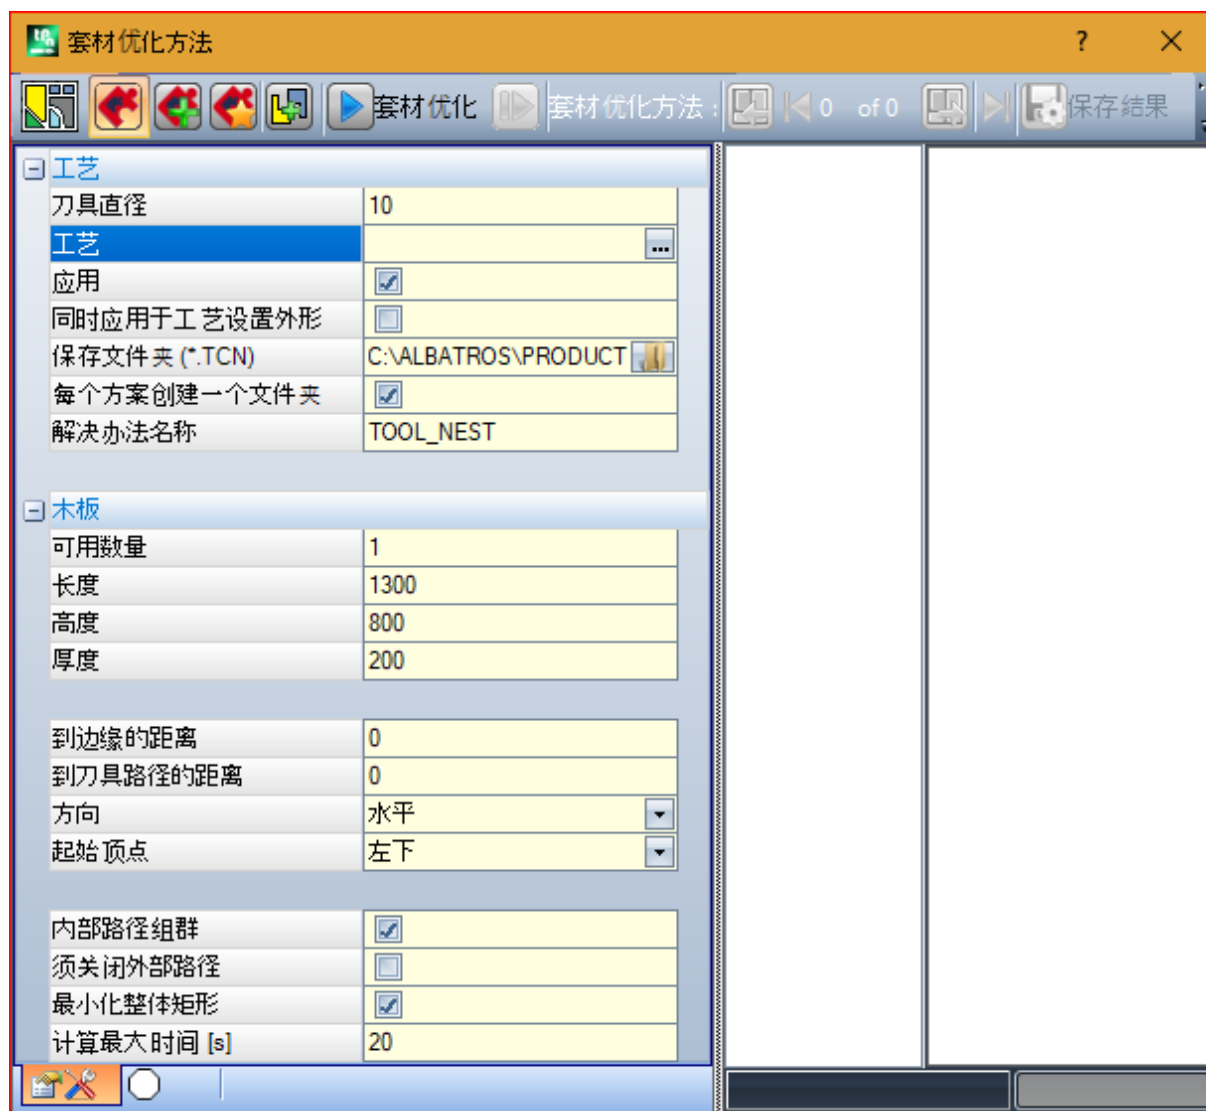 套材优化方法
套材优化 套材优化方法： 0 of 0 保存结果
工艺
刀具直径 10
工艺
应用
同时应用于工艺设置外形
保存文件夹 (*.TCN) C:\ALBATROS\PRODUCT
每个方案创建一个文件夹
解决办法名称 TOOL_NEST
木板
可用数量 1
长度 1300
高度 800
厚度 200
到边缘的距离 0
到刀具路径的距离 0
方向 水平
起始顶点 左下
内部路径组群
须关闭外部路径
最小化整体矩形
计算最大时间 [s] 20